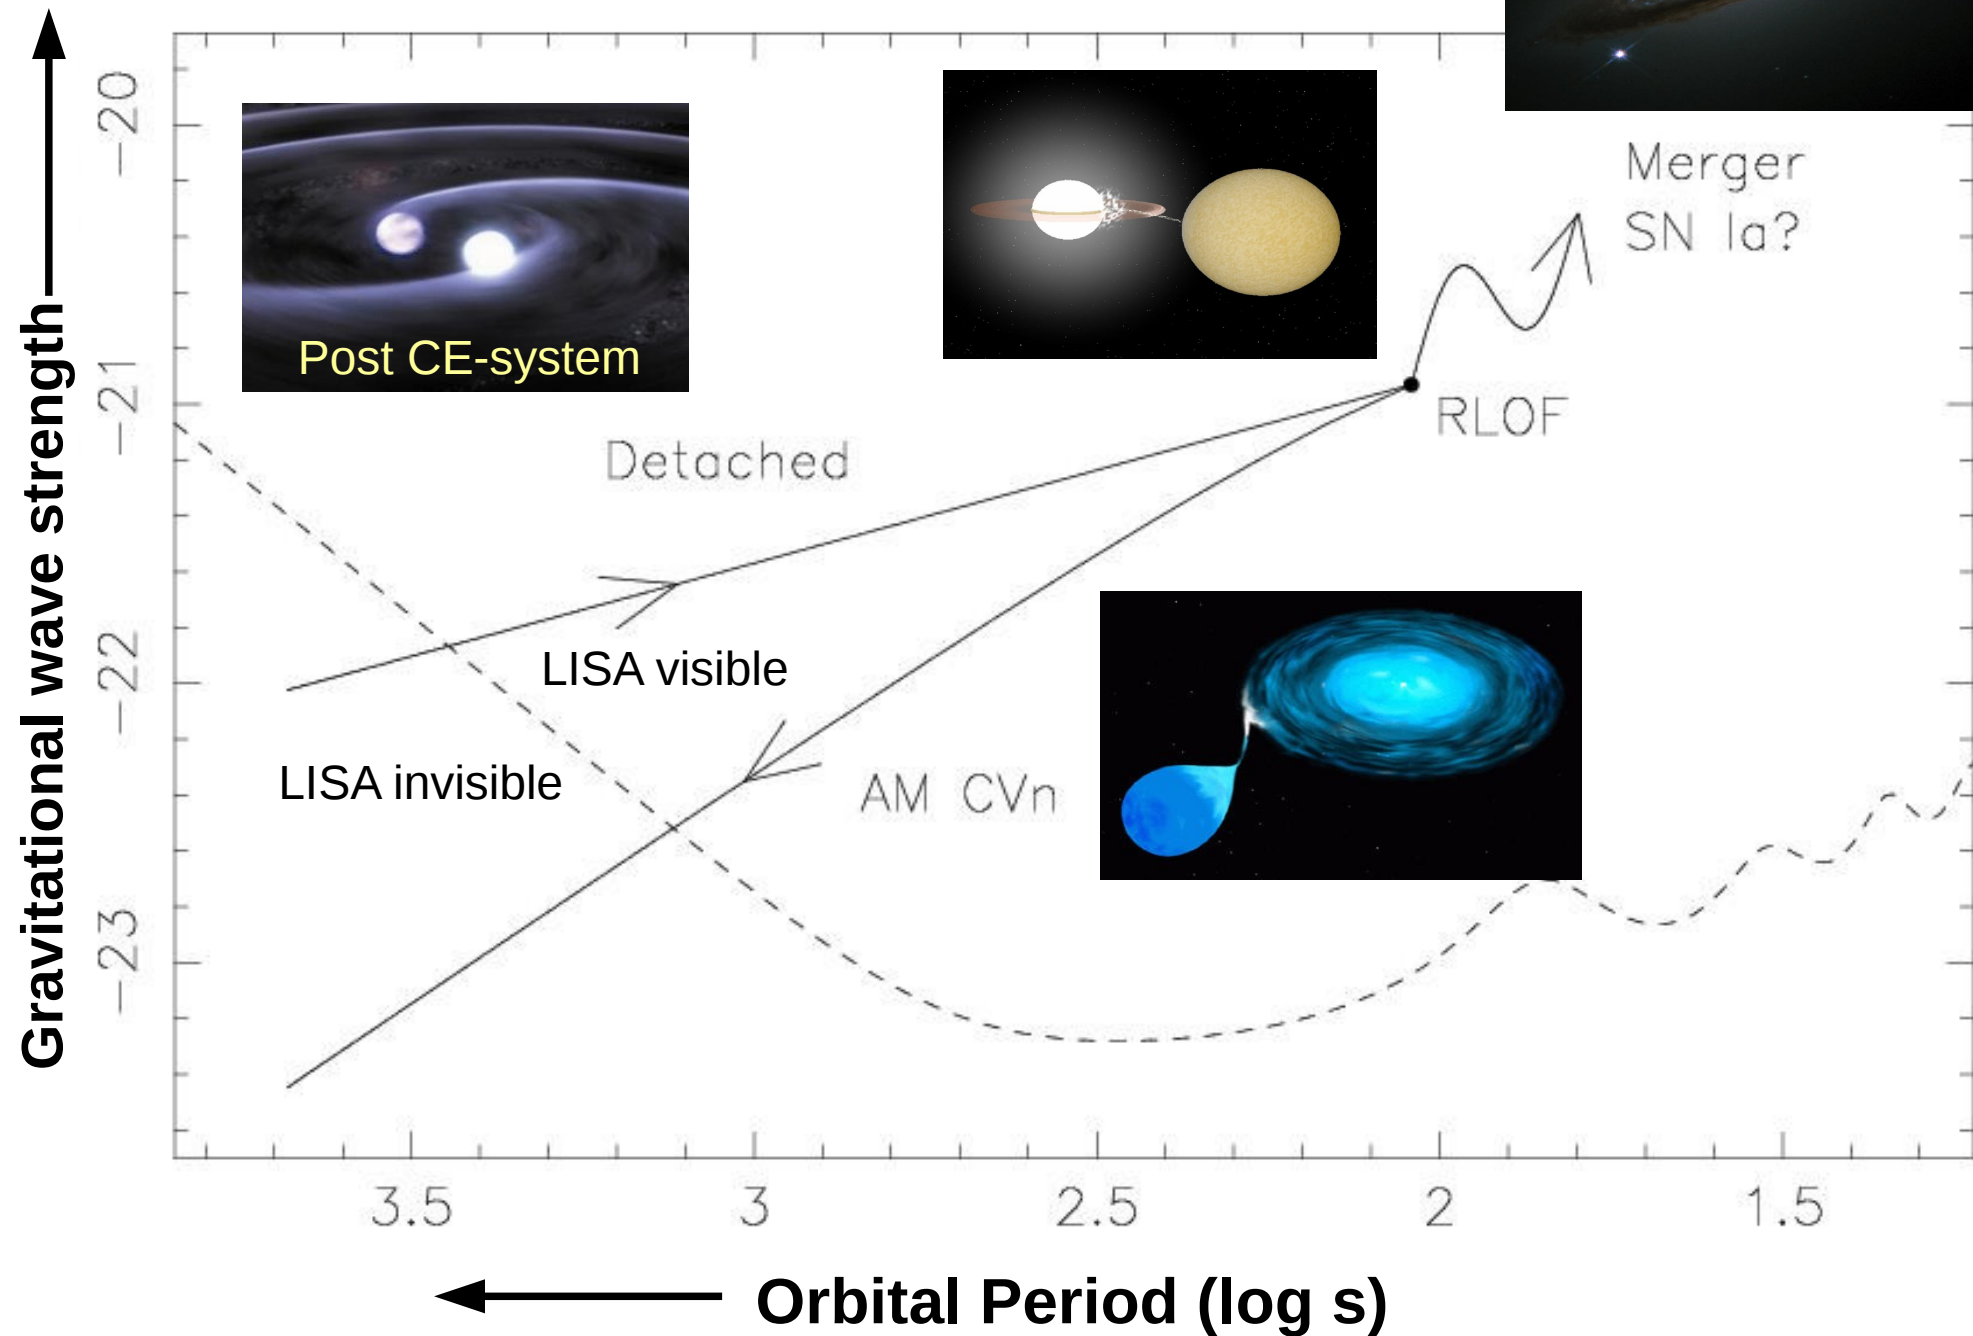 Gravitational wave strength
−20
−21
−22
−23
Post CE-system
Merger
SN Ia?
RLOF
Detached
LISA visible
LISA invisible
AM CVn
3.5
3
2.5
2
1.5
Orbital Period (log s)